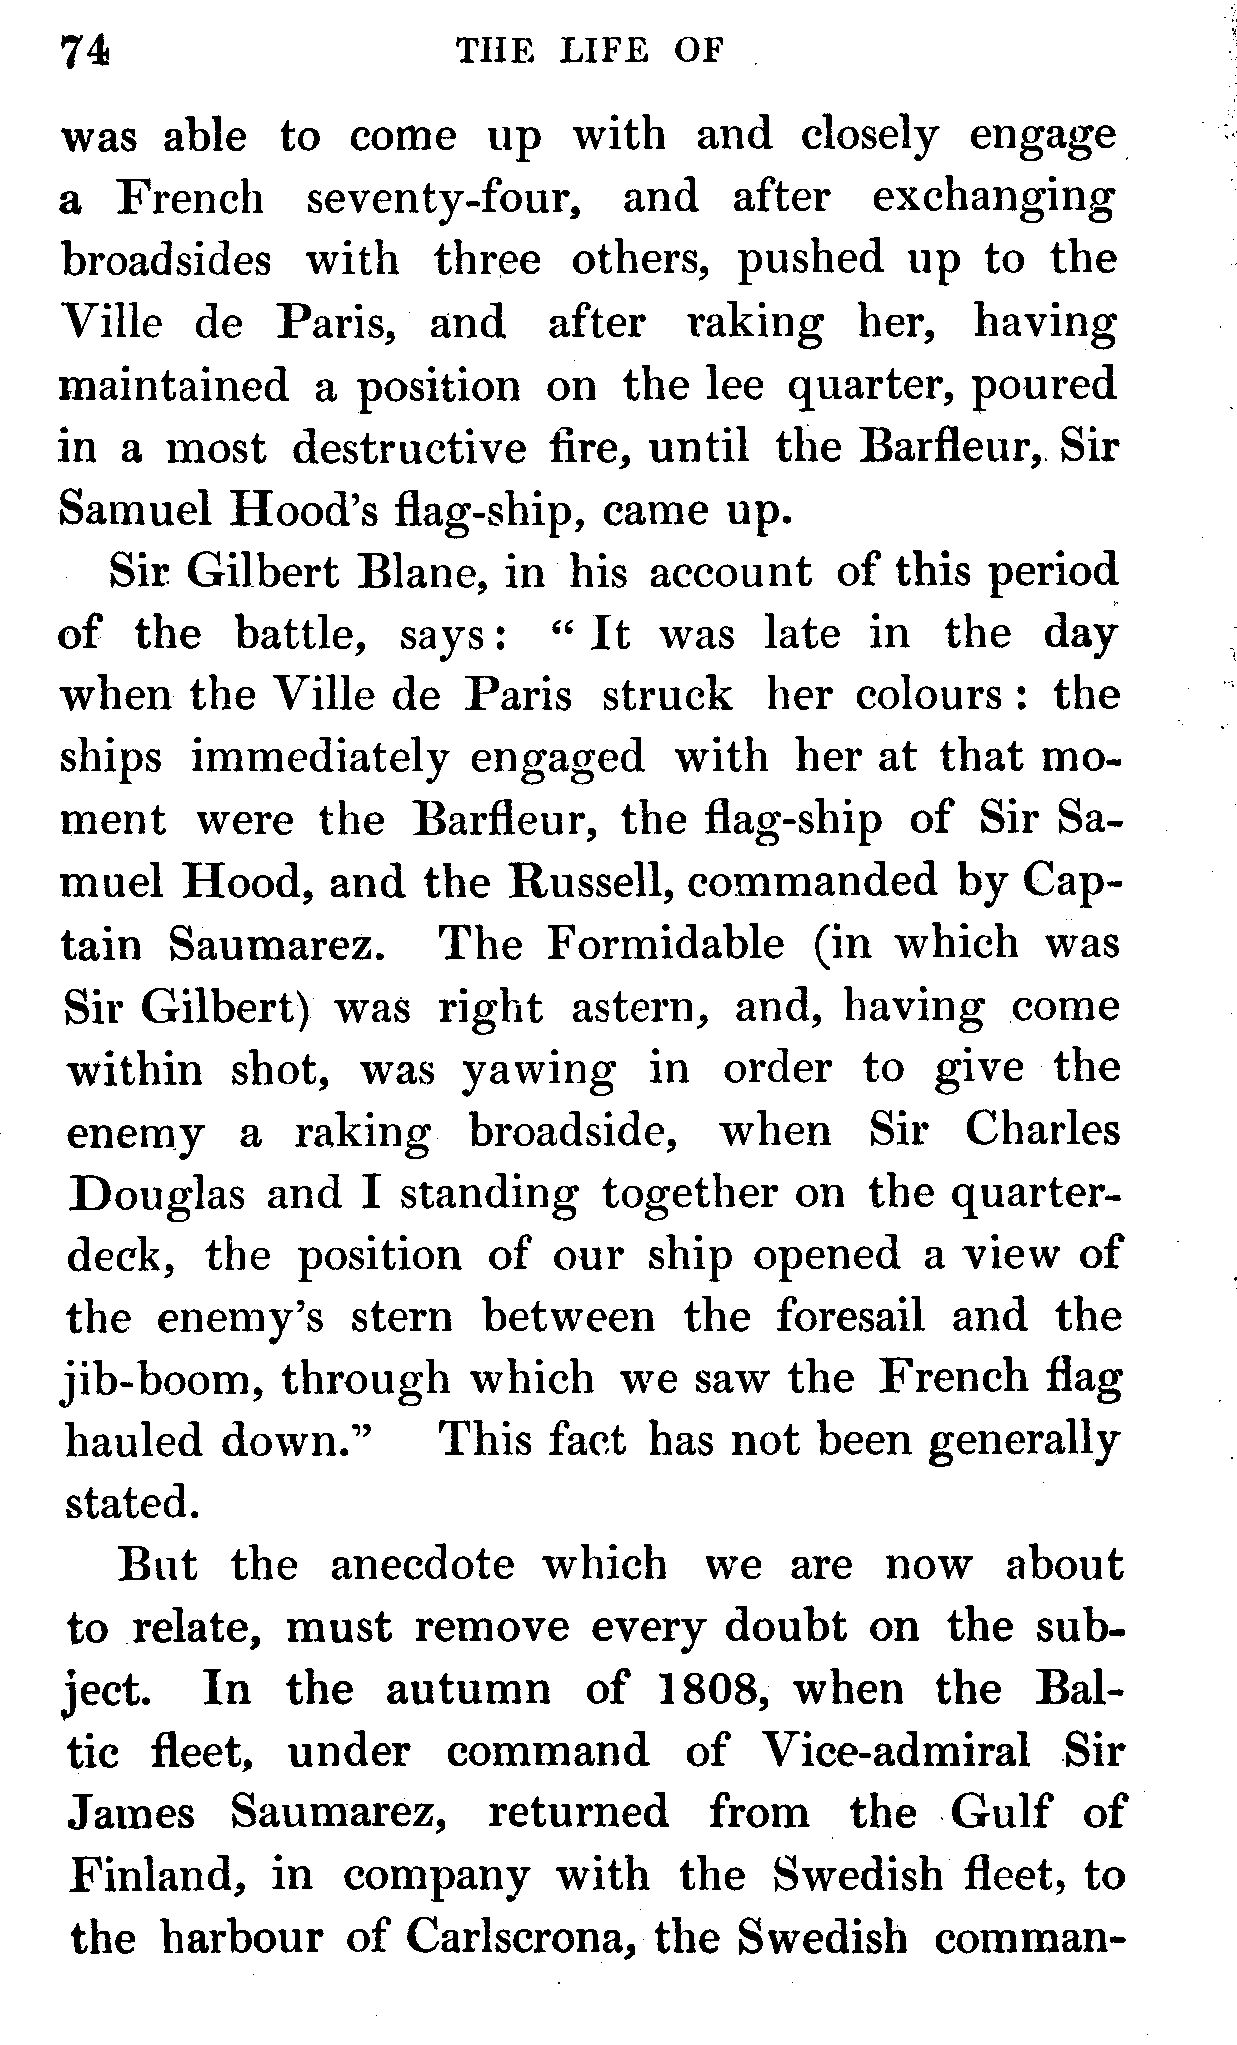 74 THE LIFE OF
was able to come up with and closely engage
a French seventy-four, and after exchanging
broadsides with three others, pushed up to the
Ville de Paris, and after raking her, having
maintained a position on the lee quarter, poured
in a most destructive fire, until the Barfleur, Sir
Samuel Hood's flag-ship, came up.
Sir Gilbert Blane, in his account of this period
of the battle, says: " It was late in the day
when the Ville de Paris struck her colours : the
ships immediately engaged with her at that mo-
ment were the Barfleur, the flag-ship of Sir Sa-
muel Hood, and the Russell, commanded by Cap-
tain Saumarez. The Formidable (in which was
Sir Gilbert) was right astern, and, having come
within shot, was yawing in order to give the
enemy a raking broadside, when Sir Charles
Douglas and I standing together on the quarter-
deck, the position of our ship opened a view of
the enemy's stern between the foresail and the
jib-boom, through which we saw the French flag
hauled down." This fact has not been generally
stated.
But the anecdote which we are now about
to relate, must remove every doubt on the sub-
ject. In the autumn of 1808, when the Bal-
tic fleet, under command of Vice-admiral Sir
James Saumarez, returned from the Gulf of
Finland, in company with the Swedish fleet, to
the harbour of Carlscrona, the Swedish comman-